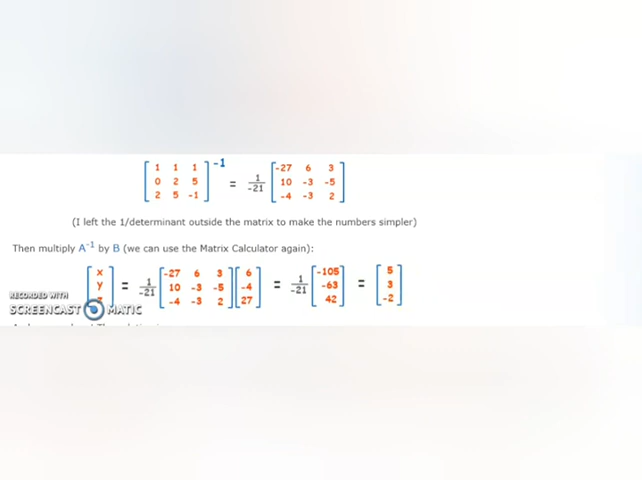 [1 1 1
0 2 5
2 5 -1]⁻¹ = 1/-21 [-27 6 3
10 -3 -5
-4 -3 2]
(I left the 1/determinant outside the matrix to make the numbers simpler)
Then multiply A⁻¹ by B (we can use the Matrix Calculator again):
[x
y
z] = 1/-21 [-27 6 3
10 -3 -5
-4 -3 2][6
-4
27] = 1/-21 [-105
-63
42] = [5
3
-2]
RECORDED WITH
SCREENCAST MATIC